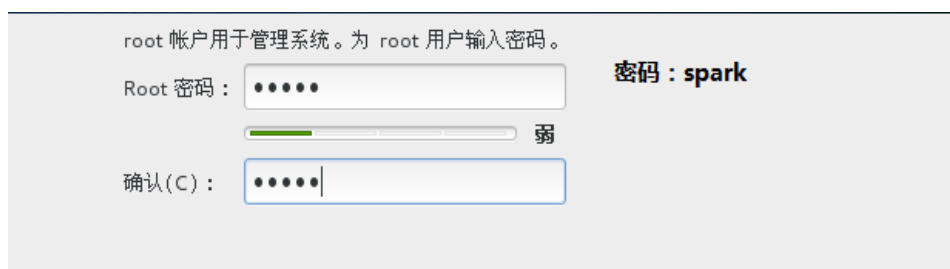 root 帐户用于管理系统。为 root 用户输入密码。
Root 密码：●●●●●
密码：spark
弱
确认(C)：●●●●●